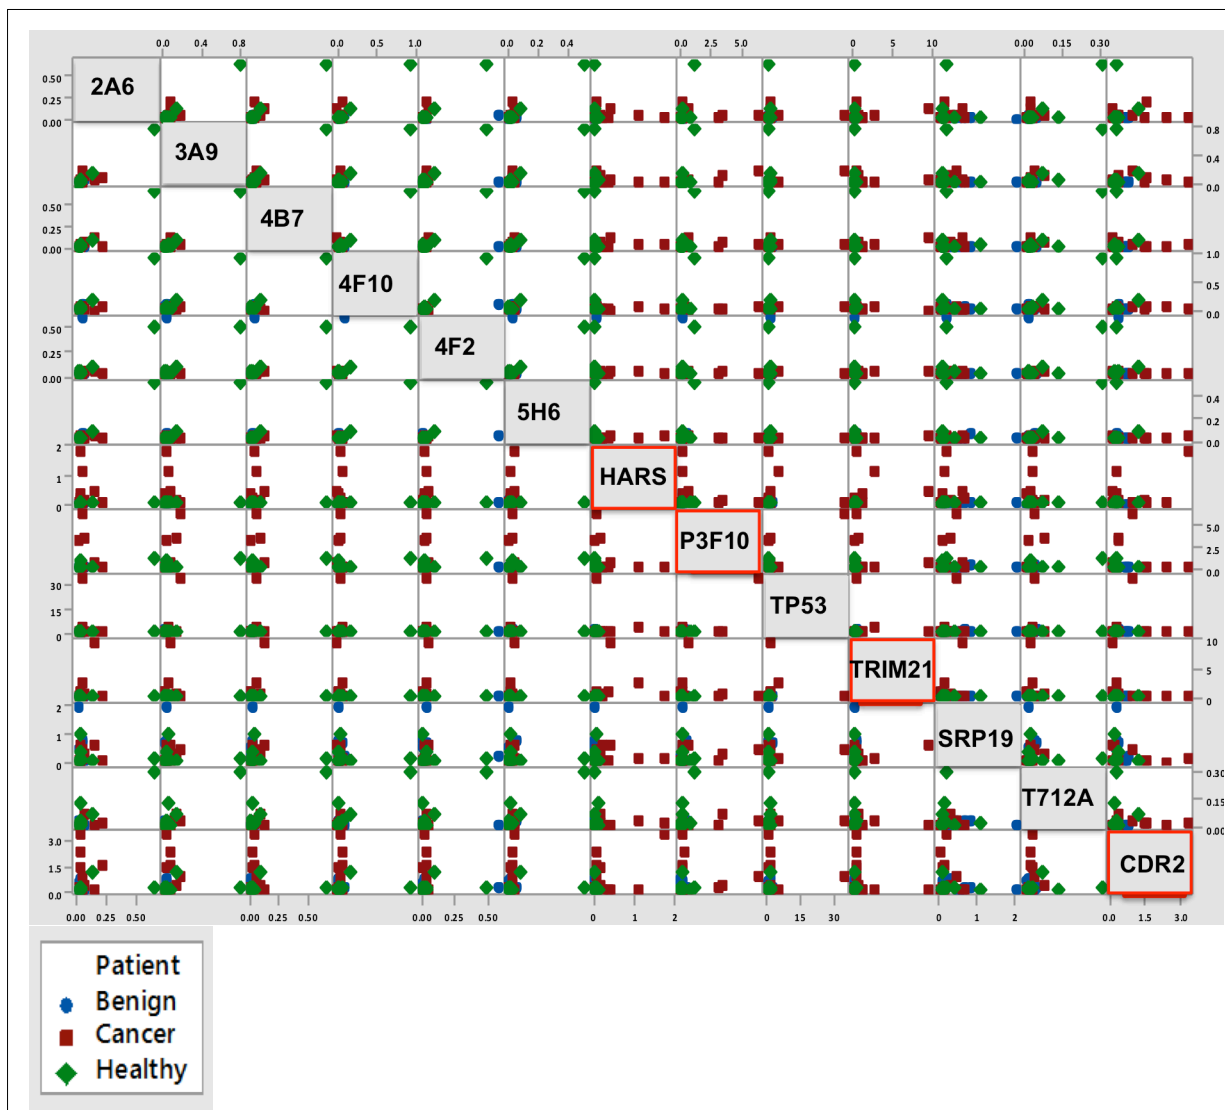 0.0 0.4 0.8 0.0 0.5 1.0 0.0 0.2 0.4 0.0 2.5 5.0 0 5 10 0.00 0.15 0.30
0.50
2A6
0.25
0.00
0.8
3A9
0.4
0.0
0.50
4B7
0.25
0.00
1.0
4F10
0.5
0.0
0.50
4F2
0.25
0.00
0.4
5H6
0.2
0.0
2
HARS
1
0
5.0
P3F10
2.5
0.0
30
TP53
15
0
10
TRIM21
5
0
2
SRP19
1
0
0.30
T712A
0.15
0.00
3.0
CDR2
1.5
0.0
0.00 0.25 0.50 0.00 0.25 0.50 0.00 0.25 0.50 0 1 2 0 15 30 0 1 2 0.0 1.5 3.0
Patient
Benign
Cancer
Healthy